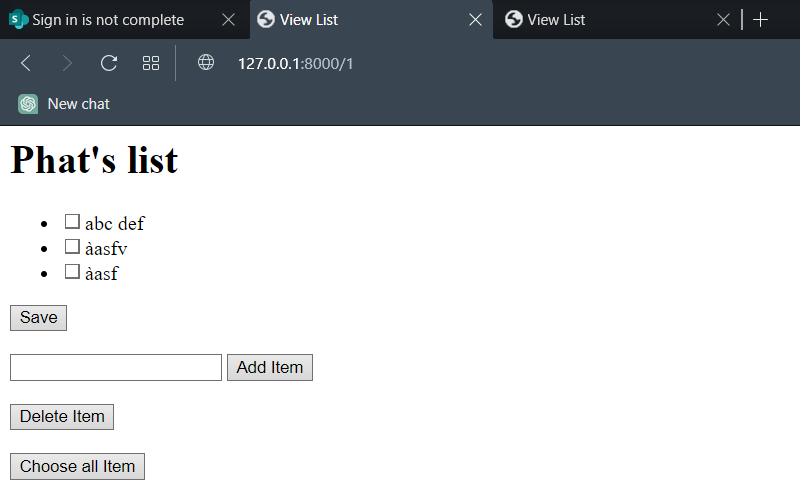 Sign in is not complete
View List
View List
127.0.0.1:8000/1
New chat
Phat's list
abc def
àasfv
àasf
Save
Add Item
Delete Item
Choose all Item